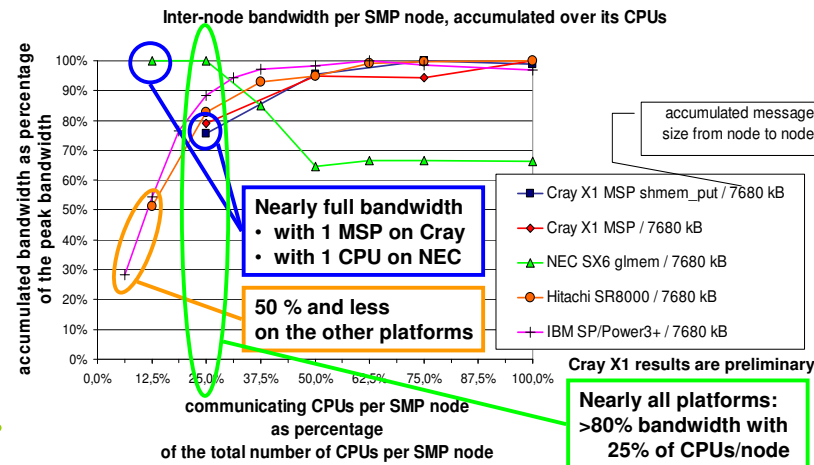 Inter-node bandwidth per SMP node, accumulated over its CPUs
accumulated bandwidth as percentage
of the peak bandwidth
100%
90%
80%
70%
60%
50%
40%
30%
20%
10%
0%
0,0%
12,5%
25,0%
37,5%
50,0%
62,5%
75,0%
87,5%
100,0%
communicating CPUs per SMP node
as percentage
of the total number of CPUs per SMP node
Nearly full bandwidth
• with 1 MSP on Cray
• with 1 CPU on NEC
50 % and less
on the other platforms
accumulated message
size from node to node
Cray X1 MSP shmem_put / 7680 kB
Cray X1 MSP / 7680 kB
NEC SX6 glmem / 7680 kB
Hitachi SR8000 / 7680 kB
IBM SP/Power3+ / 7680 kB
Cray X1 results are preliminary
Nearly all platforms:
>80% bandwidth with
25% of CPUs/node